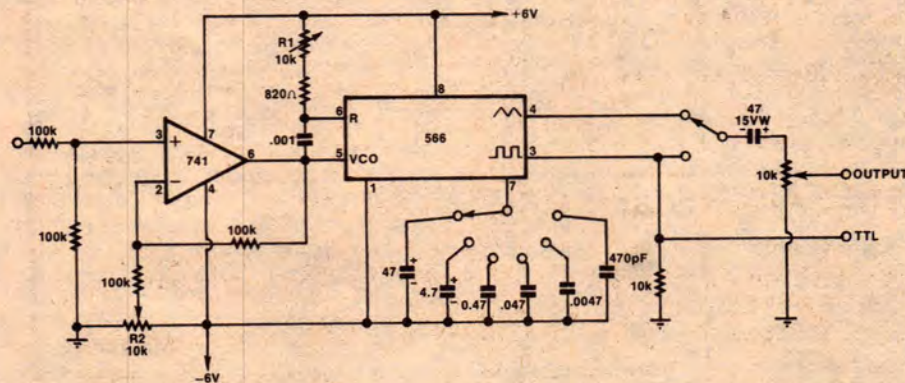 +6V
R1
10k
820Ω
8
6
R
4
47
15VW
100k
3
+
7
.001
566
741
6
5
VCO
3
−
2
4
1
7
10k
OUTPUT
100k
100k
TTL
100k
47
+
−
4.7
+
−
0.47
.047
.0047
470pF
10k
R2
10k
−6V
− +